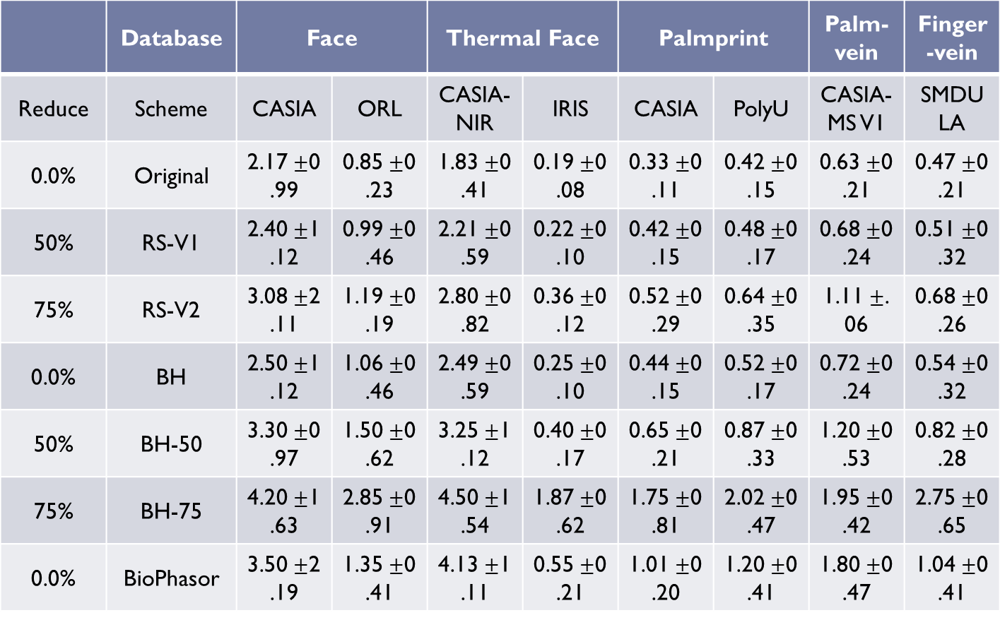 Database Face Thermal Face Palmprint Palm-vein Finger-vein
Reduce Scheme CASIA ORL CASIA-NIR IRIS CASIA PolyU CASIA-MS V1 SMDULA
0.0% Original 2.17 ±0.99 0.85 ±0.23 1.83 ±0.41 0.19 ±0.08 0.33 ±0.11 0.42 ±0.15 0.63 ±0.21 0.47 ±0.21
50% RS-V1 2.40 ±1.12 0.99 ±0.46 2.21 ±0.59 0.22 ±0.10 0.42 ±0.15 0.48 ±0.17 0.68 ±0.24 0.51 ±0.32
75% RS-V2 3.08 ±2.11 1.19 ±0.19 2.80 ±0.82 0.36 ±0.12 0.52 ±0.29 0.64 ±0.35 1.11 ±.06 0.68 ±0.26
0.0% BH 2.50 ±1.12 1.06 ±0.46 2.49 ±0.59 0.25 ±0.10 0.44 ±0.15 0.52 ±0.17 0.72 ±0.24 0.54 ±0.32
50% BH-50 3.30 ±0.97 1.50 ±0.62 3.25 ±1.12 0.40 ±0.17 0.65 ±0.21 0.87 ±0.33 1.20 ±0.53 0.82 ±0.28
75% BH-75 4.20 ±1.63 2.85 ±0.91 4.50 ±1.54 1.87 ±0.62 1.75 ±0.81 2.02 ±0.47 1.95 ±0.42 2.75 ±0.65
0.0% BioPhasor 3.50 ±2.19 1.35 ±0.41 4.13 ±1.11 0.55 ±0.21 1.01 ±0.20 1.20 ±0.41 1.80 ±0.47 1.04 ±0.41